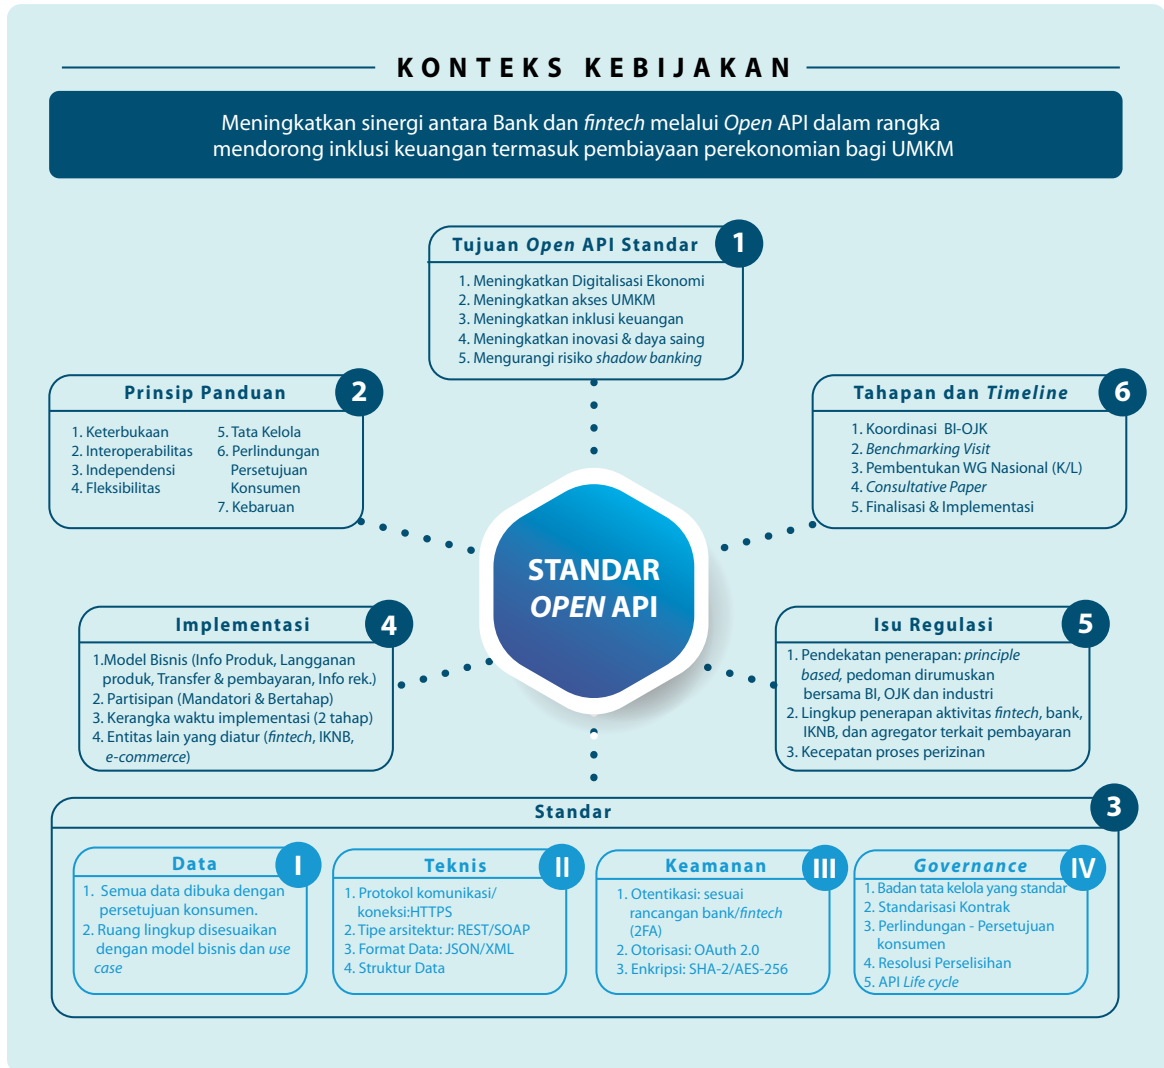 KONTEKS KEBIJAKAN
Meningkatkan sinergi antara Bank dan fintech melalui Open API dalam rangka
mendorong inklusi keuangan termasuk pembiayaan perekonomian bagi UMKM
Tujuan Open API Standar
1
1. Meningkatkan Digitalisasi Ekonomi
2. Meningkatkan akses UMKM
3. Meningkatkan inklusi keuangan
4. Meningkatkan inovasi & daya saing
5. Mengurangi risiko shadow banking
Prinsip Panduan
2
1. Keterbukaan
2. Interoperabilitas
3. Independensi
4. Fleksibilitas
5. Tata Kelola
6. Perlindungan
Persetujuan
Konsumen
7. Kebaruan
Tahapan dan Timeline
6
1. Koordinasi BI-OJK
2. Benchmarking Visit
3. Pembentukan WG Nasional (K/L)
4. Consultative Paper
5. Finalisasi & Implementasi
STANDAR
OPEN API
Implementasi
4
1.Model Bisnis (Info Produk, Langganan
produk, Transfer & pembayaran, Info rek.)
2. Partisipan (Mandatori & Bertahap)
3. Kerangka waktu implementasi (2 tahap)
4. Entitas lain yang diatur (fintech, IKNB,
e-commerce)
Isu Regulasi
5
1. Pendekatan penerapan: principle
based, pedoman dirumuskan
bersama BI, OJK dan industri
2. Lingkup penerapan aktivitas fintech, bank,
IKNB, dan agregator terkait pembayaran
3. Kecepatan proses perizinan
Standar
3
Data
I
1. Semua data dibuka dengan
persetujuan konsumen.
2. Ruang lingkup disesuaikan
dengan model bisnis dan use
case
Teknis
II
1. Protokol komunikasi/
koneksi:HTTPS
2. Tipe arsitektur: REST/SOAP
3. Format Data: JSON/XML
4. Struktur Data
Keamanan
III
1. Otentikasi: sesuai
rancangan bank/fintech
(2FA)
2. Otorisasi: OAuth 2.0
3. Enkripsi: SHA-2/AES-256
Governance
IV
1. Badan tata kelola yang standar
2. Standarisasi Kontrak
3. Perlindungan - Persetujuan
konsumen
4. Resolusi Perselisihan
5. API Life cycle